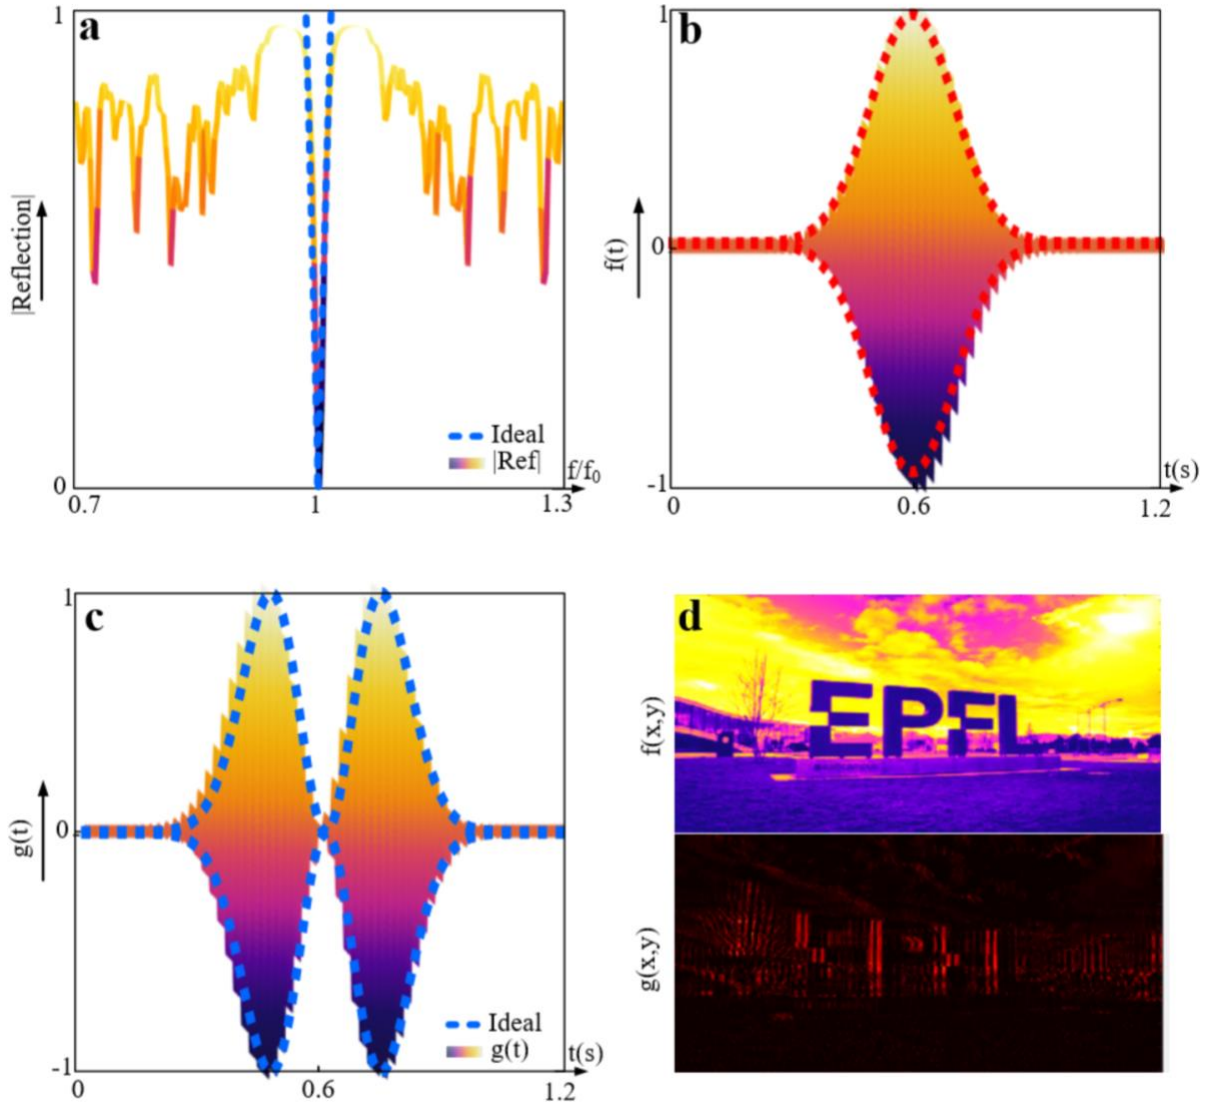 a
1
|Reflection|
0
0.7
1
1.3
f/f0
Ideal
|Ref|
b
1
f(t)
0
-1
0
0.6
1.2
t(s)
c
1
g(t)
0
-1
0
0.6
1.2
t(s)
Ideal
g(t)
d
f(x,y)
EPFL
g(x,y)